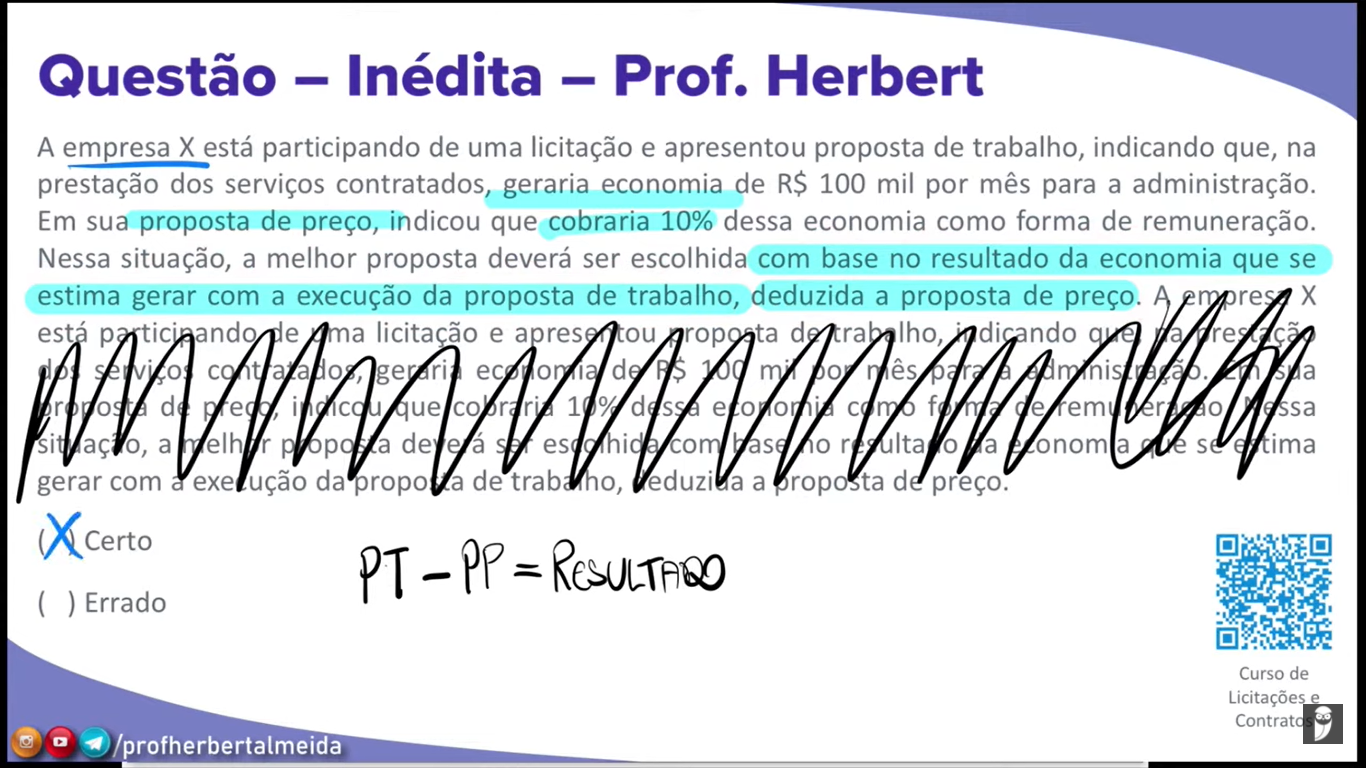 Questão – Inédita – Prof. Herbert
A empresa X está participando de uma licitação e apresentou proposta de trabalho, indicando que, na
prestação dos serviços contratados, geraria economia de R$ 100 mil por mês para a administração.
Em sua proposta de preço, indicou que cobraria 10% dessa economia como forma de remuneração.
Nessa situação, a melhor proposta deverá ser escolhida com base no resultado da economia que se
estima gerar com a execução da proposta de trabalho, deduzida a proposta de preço. A empresa X
está participando de uma licitação e apresentou proposta de trabalho, indicando que, na prestação
dos serviços contratados, geraria economia de R$ 100 mil por mês para a administração. Em sua
proposta de preço, indicou que cobraria 10% dessa economia como forma de remuneração. Nessa
situação, a melhor proposta deverá ser escolhida com base no resultado da economia que se estima
gerar com a execução da proposta de trabalho, deduzida a proposta de preço.
(X) Certo
PT – PP = RESULTADO
( ) Errado
Curso de
Licitações e
Contratos
/profherbertalmeida